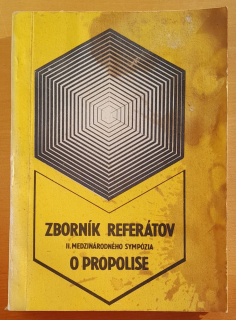 ZBORNÍK REFERÁTOV
II. MEDZINÁRODNÉHO SYMPÓZIA
O PROPOLISE